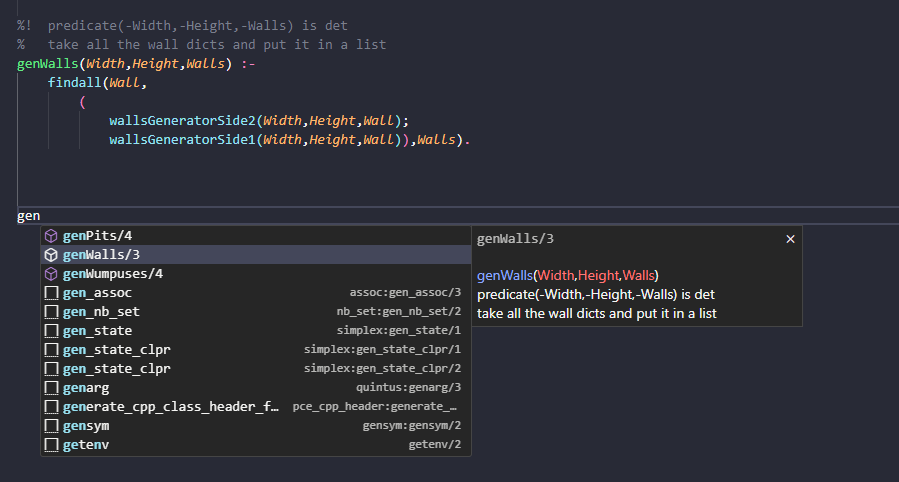 %!  predicate(-Width,-Height,-Walls) is det
%   take all the wall dicts and put it in a list
genWalls(Width,Height,Walls) :-
findall(Wall,
(
wallsGeneratorSide2(Width,Height,Wall);
wallsGeneratorSide1(Width,Height,Wall)),Walls).
gen
genPits/4
genWalls/3
genWumpuses/4
gen_assoc assoc:gen_assoc/3
gen_nb_set nb_set:gen_nb_set/2
gen_state simplex:gen_state/1
gen_state_clpr simplex:gen_state_clpr/1
gen_state_clpr simplex:gen_state_clpr/2
genarg quintus:genarg/3
generate_cpp_class_header_f… pce_cpp_header:generate_…
gensym gensym:gensym/2
getenv getenv/2
genWalls/3 ×
genWalls(Width,Height,Walls)
predicate(-Width,-Height,-Walls) is det
take all the wall dicts and put it in a list